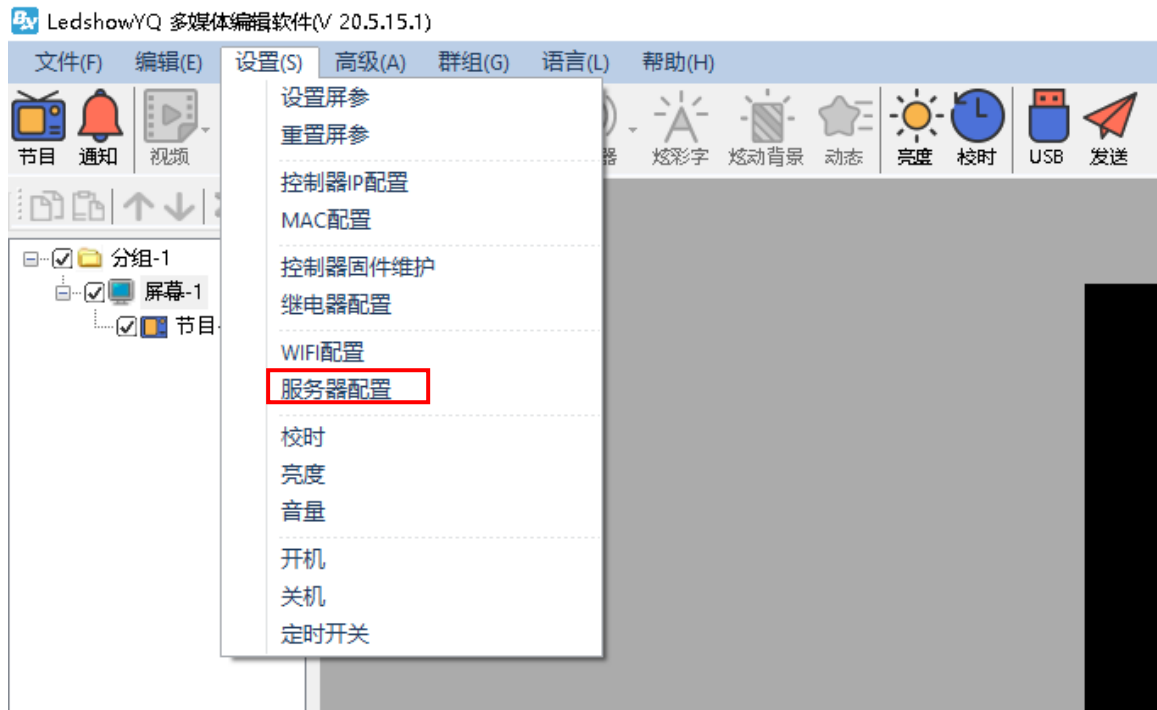 LedshowYQ 多媒体编辑软件(V 20.5.15.1)
文件(F) 编辑(E) 设置(S) 高级(A) 群组(G) 语言(L) 帮助(H)
节目 通知 视频 器 炫彩字 炫动背景 动态 亮度 校时 USB 发送
设置屏参
重置屏参
控制器IP配置
MAC配置
控制器固件维护
继电器配置
WIFI配置
服务器配置
校时
亮度
音量
开机
关机
定时开关
分组-1
屏幕-1
节目